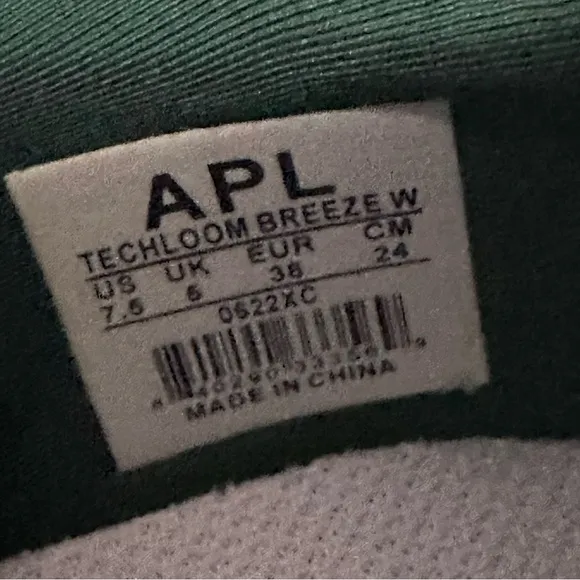 APL
TECHLOOM BREEZE W
US UK EUR CM
7.5 5 38 24
0522XC
MADE IN CHINA